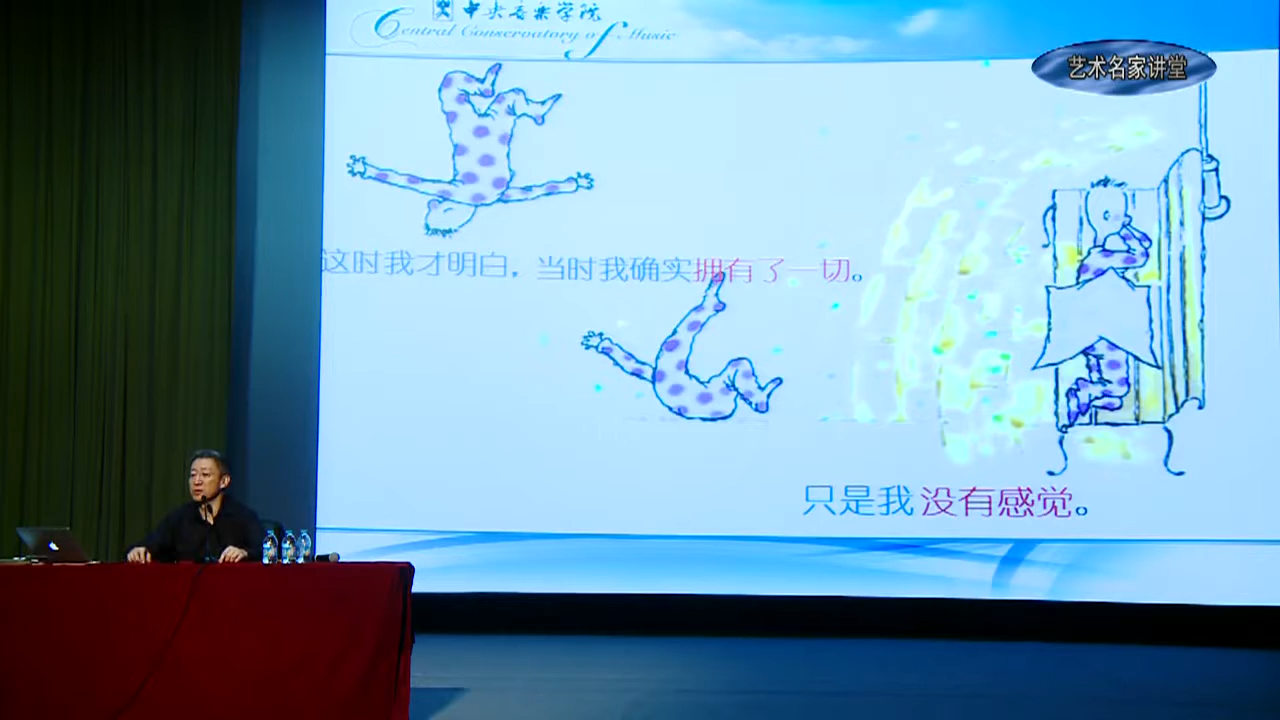 中央音乐学院
Central Conservatory of Music
艺术名家讲堂
这时我才明白，当时我确实拥有了一切。
只是我没有感觉。